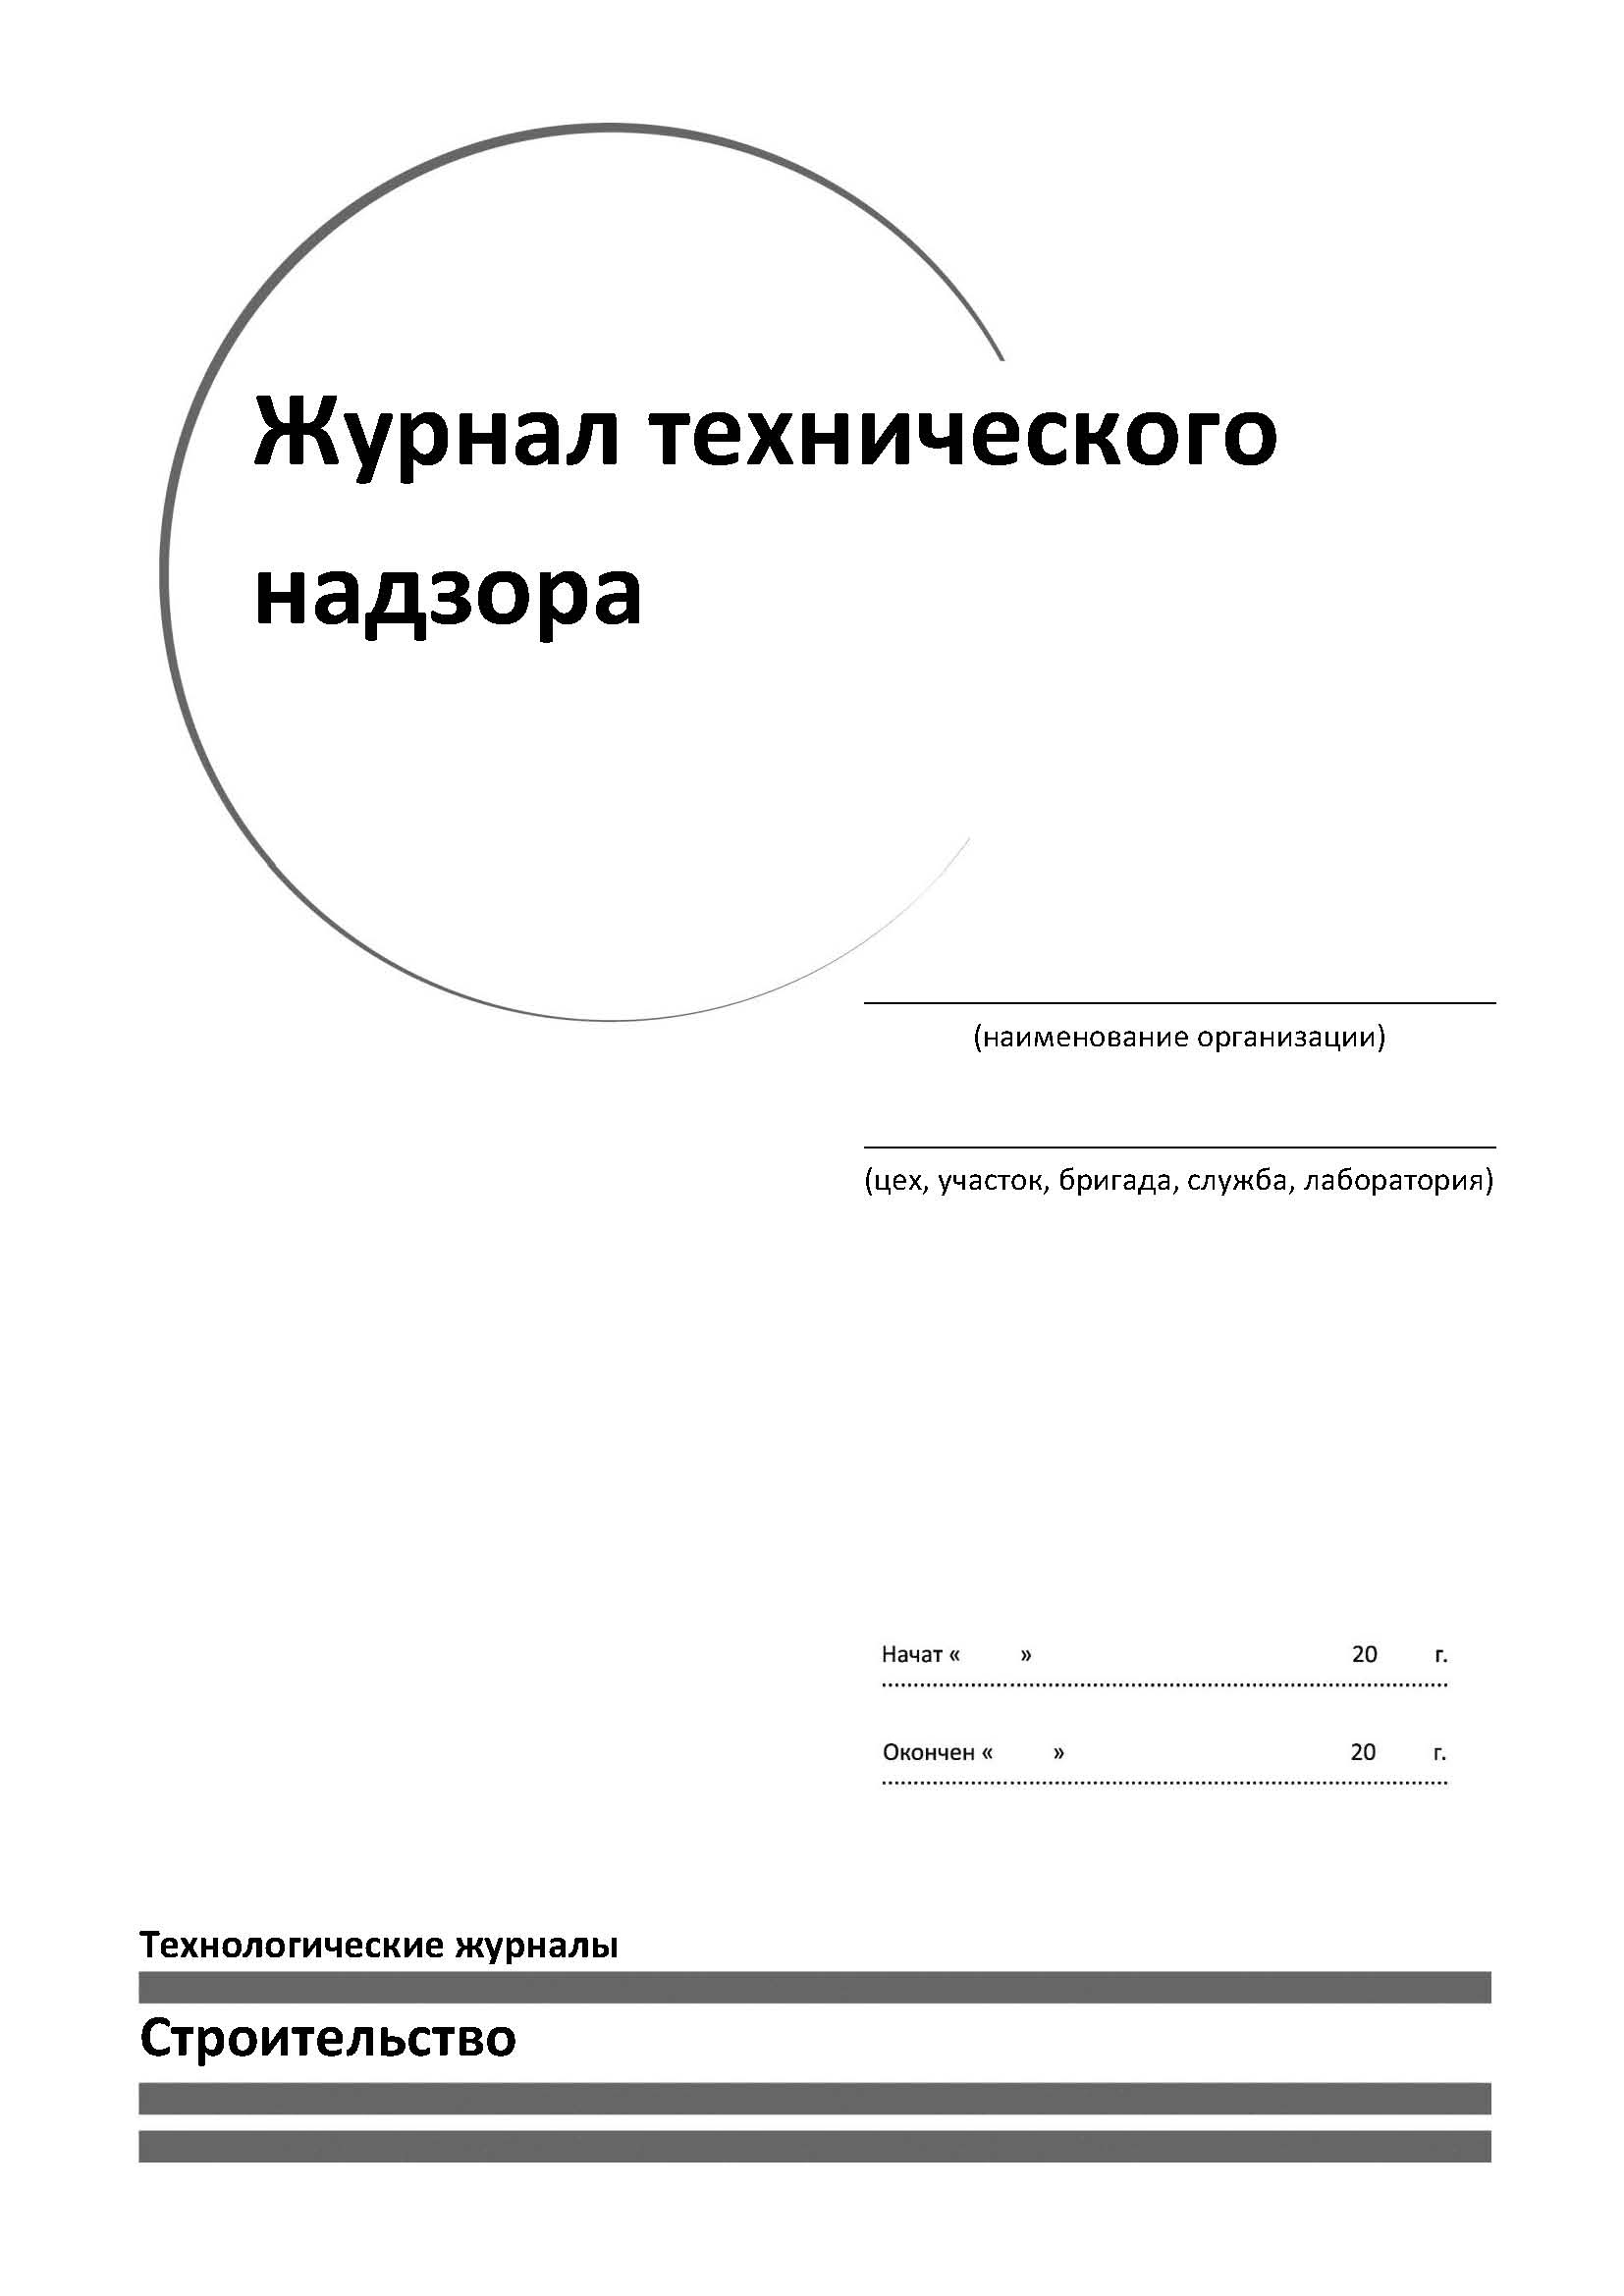 Журнал технического
надзора
(наименование организации)
(цех, участок, бригада, служба, лаборатория)
Начат « » 20 г.
Окончен « » 20 г.
Технологические журналы
Строительство